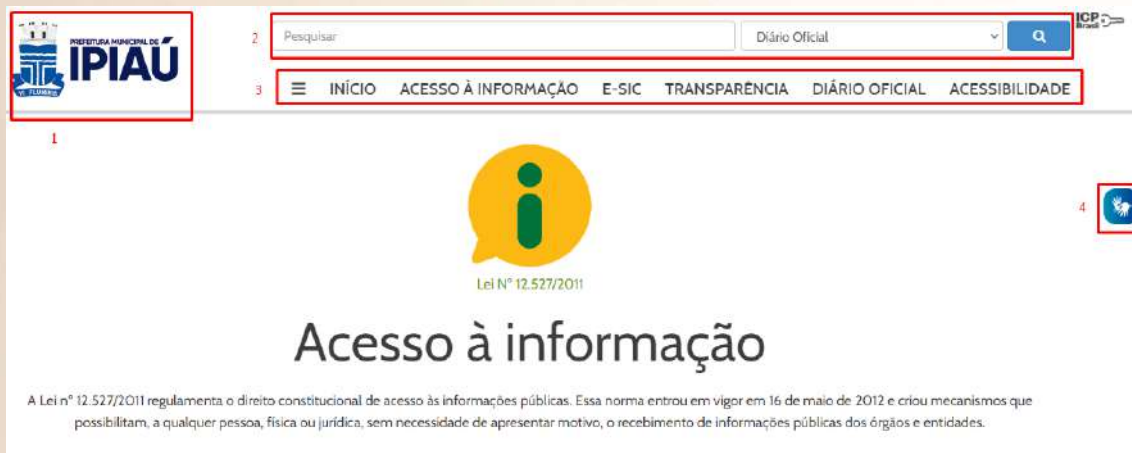 PREFEITURA MUNICIPAL DE
IPIAÚ
1
2
Pesquisar
Diário Oficial
ICP
Brasil
3
INÍCIO ACESSO À INFORMAÇÃO E-SIC TRANSPARÊNCIA DIÁRIO OFICIAL ACESSIBILIDADE
4
Lei N° 12.527/2011
Acesso à informação
A Lei n° 12.527/2011 regulamenta o direito constitucional de acesso às informações públicas. Essa norma entrou em vigor em 16 de maio de 2012 e criou mecanismos que
possibilitam, a qualquer pessoa, física ou jurídica, sem necessidade de apresentar motivo, o recebimento de informações públicas dos órgãos e entidades.